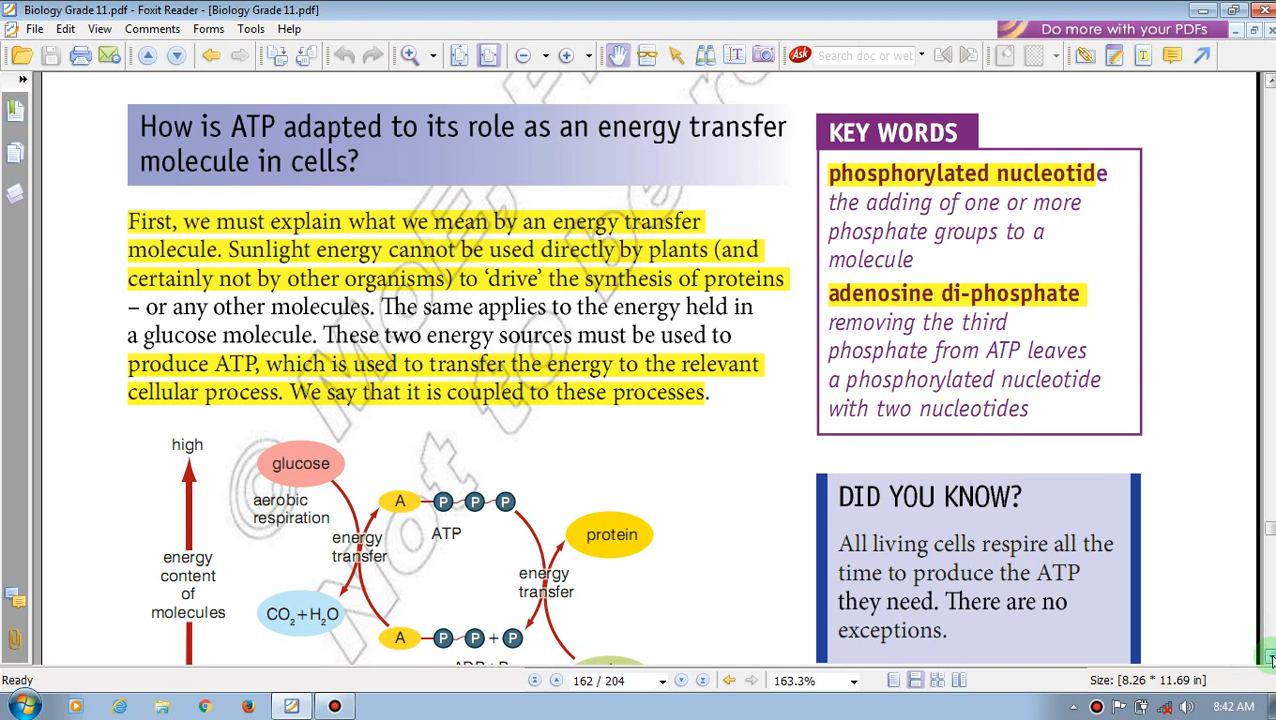 Biology Grade 11.pdf - Foxit Reader - [Biology Grade 11.pdf]
File Edit View Comments Forms Tools Help
Do more with your PDFs
Ask Search doc or wet
163.3%
How is ATP adapted to its role as an energy transfer
molecule in cells?
First, we must explain what we mean by an energy transfer
molecule. Sunlight energy cannot be used directly by plants (and
certainly not by other organisms) to ‘drive’ the synthesis of proteins
– or any other molecules. The same applies to the energy held in
a glucose molecule. These two energy sources must be used to
produce ATP, which is used to transfer the energy to the relevant
cellular process. We say that it is coupled to these processes.
high
energy
content
of
molecules
glucose
aerobic
respiration
energy
transfer
CO2 + H2O
A P P P
ATP
A P P + P
energy
transfer
protein
KEY WORDS
phosphorylated nucleotide
the adding of one or more
phosphate groups to a
molecule
adenosine di-phosphate
removing the third
phosphate from ATP leaves
a phosphorylated nucleotide
with two nucleotides
DID YOU KNOW?
All living cells respire all the
time to produce the ATP
they need. There are no
exceptions.
Ready
162 / 204
163.3%
Size: [8.26 * 11.69 in]
8:42 AM